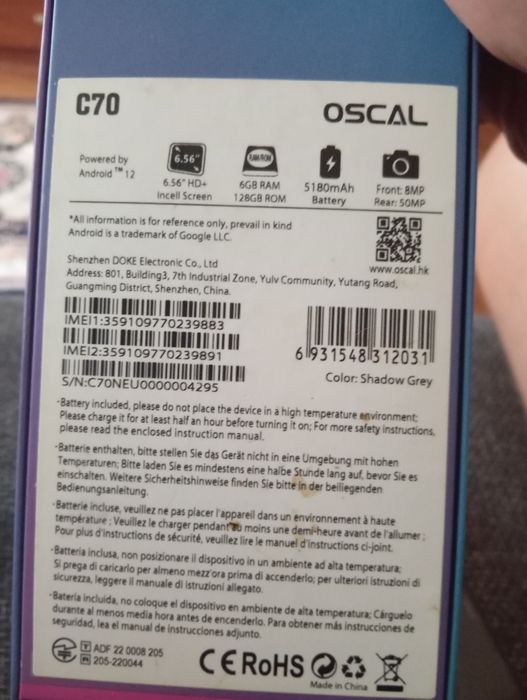 C70
OSCAL
Powered by
Android™12
6.56"
6.56" HD+
Incell Screen
RAM/ROM
6GB RAM
128GB ROM
5180mAh
Battery
Front: 8MP
Rear: 50MP
*All information is for reference only, prevail in kind
Android is a trademark of Google LLC.
www.oscal.hk
Shenzhen DOKE Electronic Co., Ltd
Address: 801, Building3, 7th Industrial Zone, Yulv Community, Yutang Road,
Guangming District, Shenzhen, China.
IMEI1:359109770239883
IMEI2:359109770239891
S/N:C70NEU0000004295
6 931548 312031
Color: Shadow Grey
·Battery included, please do not place the device in a high temperature environment;
Please charge it for at least half an hour before turning it on; For more safety instructions,
please read the enclosed instruction manual.
·Batterie enthalten, bitte stellen Sie das Gerät nicht in eine Umgebung mit hohen
Temperaturen; Bitte laden Sie es mindestens eine halbe Stunde lang auf, bevor Sie es
einschalten. Weitere Sicherheitshinweise finden Sie bitte in der beiliegenden
Bedienungsanleitung.
·Batterie incluse, veuillez ne pas placer l'appareil dans un environnement à haute
température ; Veuillez le charger pendant au moins une demi-heure avant de l'allumer ;
Pour plus d'instructions de sécurité, veuillez lire le manuel d'instructions ci-joint.
·Batteria inclusa, non posizionare il dispositivo in un ambiente ad alta temperatura;
Si prega di caricarlo per almeno mezz'ora prima di accenderlo; per ulteriori istruzioni di
sicurezza, leggere il manuale di istruzioni allegato.
·Batería incluida, no coloque el dispositivo en ambiente de alta temperatura; Cárguelo
durante al menos media hora antes de encenderlo. Para obtener más instrucciones de
seguridad, lea el manual de instrucciones adjunto.
T ADF 22 0008 205
R 205-220044
CE RoHS
Made in China